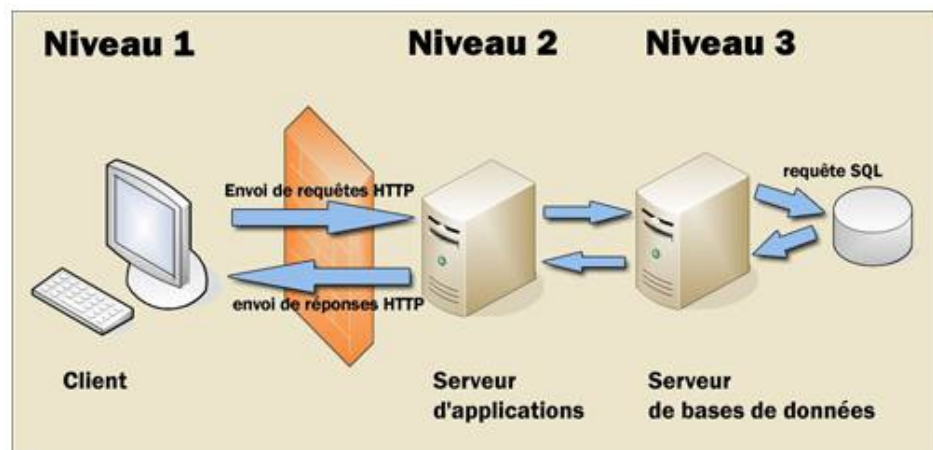 Niveau 1
Niveau 2
Niveau 3
requête SQL
Envoi de requêtes HTTP
envoi de réponses HTTP
Client
Serveur
d'applications
Serveur
de bases de données